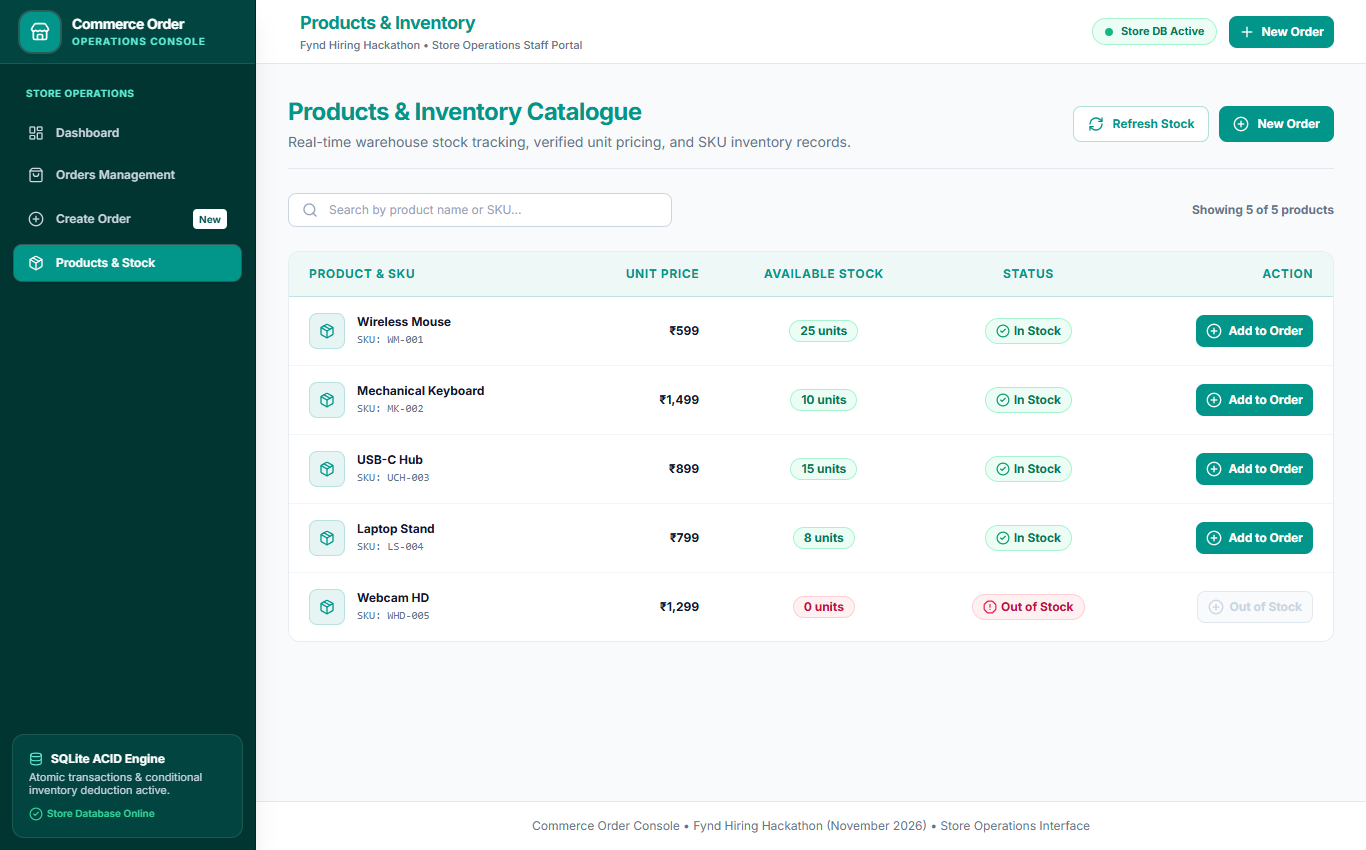 Commerce Order
OPERATIONS CONSOLE
STORE OPERATIONS
Dashboard
Orders Management
Create Order
New
Products & Stock
SQLite ACID Engine
Atomic transactions & conditional
inventory deduction active.
Store Database Online
Products & Inventory
Fynd Hiring Hackathon • Store Operations Staff Portal
Store DB Active
New Order
Products & Inventory Catalogue
Real-time warehouse stock tracking, verified unit pricing, and SKU inventory records.
Refresh Stock
New Order
Search by product name or SKU...
Showing 5 of 5 products
PRODUCT & SKU UNIT PRICE AVAILABLE STOCK STATUS ACTION
Wireless Mouse
SKU: WM-001
₹599 25 units In Stock Add to Order
Mechanical Keyboard
SKU: MK-002
₹1,499 10 units In Stock Add to Order
USB-C Hub
SKU: UCH-003
₹899 15 units In Stock Add to Order
Laptop Stand
SKU: LS-004
₹799 8 units In Stock Add to Order
Webcam HD
SKU: WHD-005
₹1,299 0 units Out of Stock Out of Stock
Commerce Order Console • Fynd Hiring Hackathon (November 2026) • Store Operations Interface